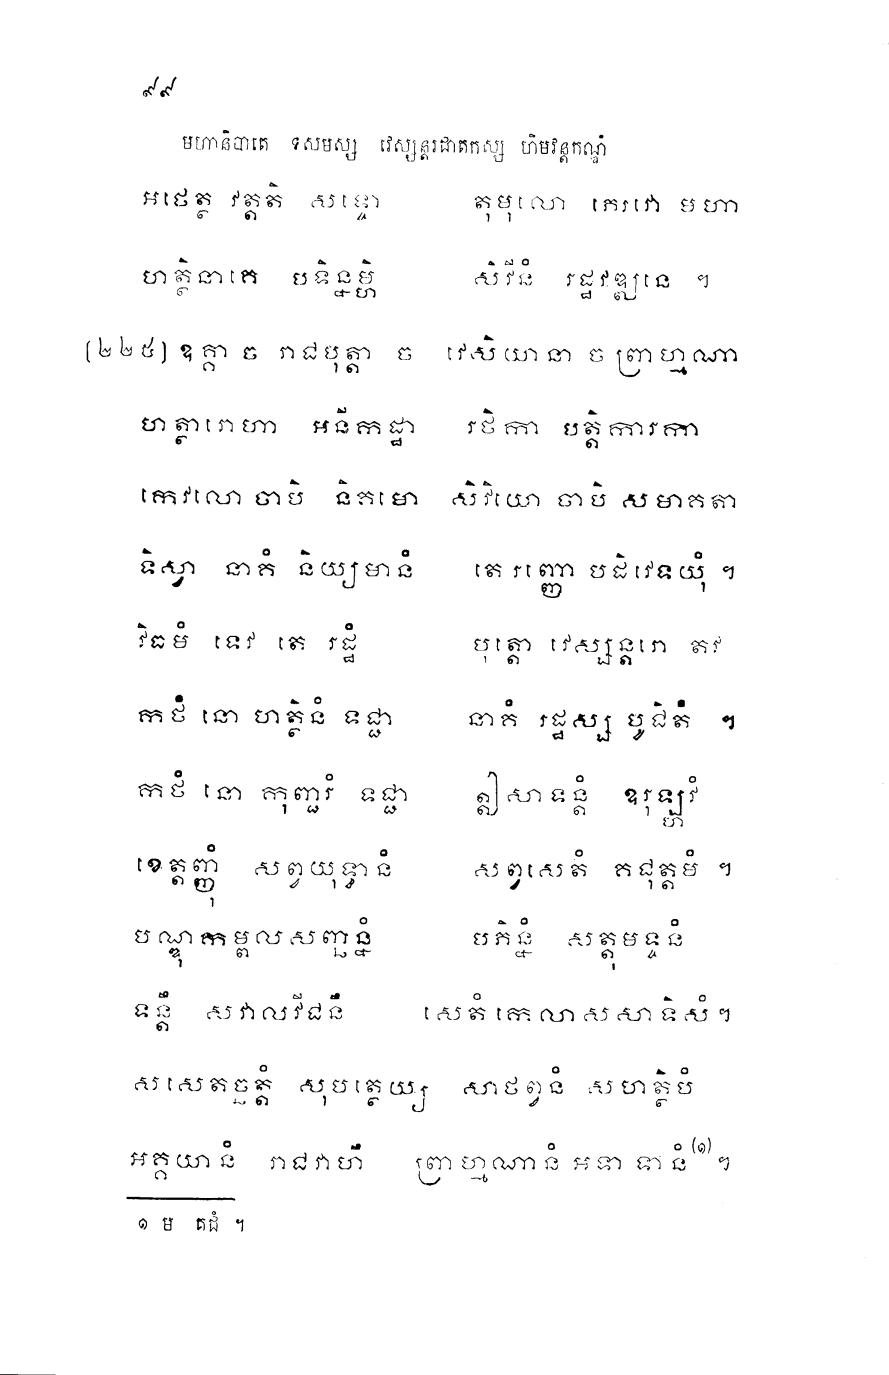 ៩៩
មហានិបាតេ ទសមស្ស វេស្សន្តរជាតកស្ស ហិមវន្តកណ្ឌំ
អថេត្ថ វត្តតិ សទ្ទោ តុមុលោ ភេរវោ មហា
ហត្ថិនាគេ បទិន្នម្ហិ សិវីនំ រដ្ឋវឌ្ឍនេ ។
(២២៥) ឧគ្គា ច រាជបុត្តា ច វេសិយានា ច ព្រាហ្មណា
ហត្ថារោហា អនីកដ្ឋា រថិកា បត្តិការកា
កេវលោ ចាបិ និគមោ សិវិយោ ចាបិ សមាគតា
ទិស្វា នាគំ និយ្យមានំ តេ រញ្ញោ បដិវេទយុំ ។
វិធមំ ទេវ តេ រដ្ឋំ បុត្តោ វេស្សន្តរោ តវ
កថំ នោ ហត្ថិនំ ទជ្ជា នាគំ រដ្ឋស្ស បូជិតំ ។
កថំ នោ កុញ្ជរំ ទជ្ជា ឦសាទន្តំ ឧរុឡ្ហវំ
ខេត្តញ្ញុំ សព្វយុទ្ធានំ សព្វសេតំ គជុត្តមំ ។
បណ្ឌុកម្ពលសញ្ឆន្នំ បភិន្នំ សត្តុមទ្ទនំ
ទន្តឹ សវាលវីជនឹ សេតំ កេលាសសាទិសំ។
សសេតច្ឆត្តំ សុបត្ថេយ្យ សាថព្វនំ សហត្ថិបំ
អគ្គយានំ រាជវាហឹ ព្រាហ្មណានំ អទា ទានំ(១)។
១ ម គជំ ។